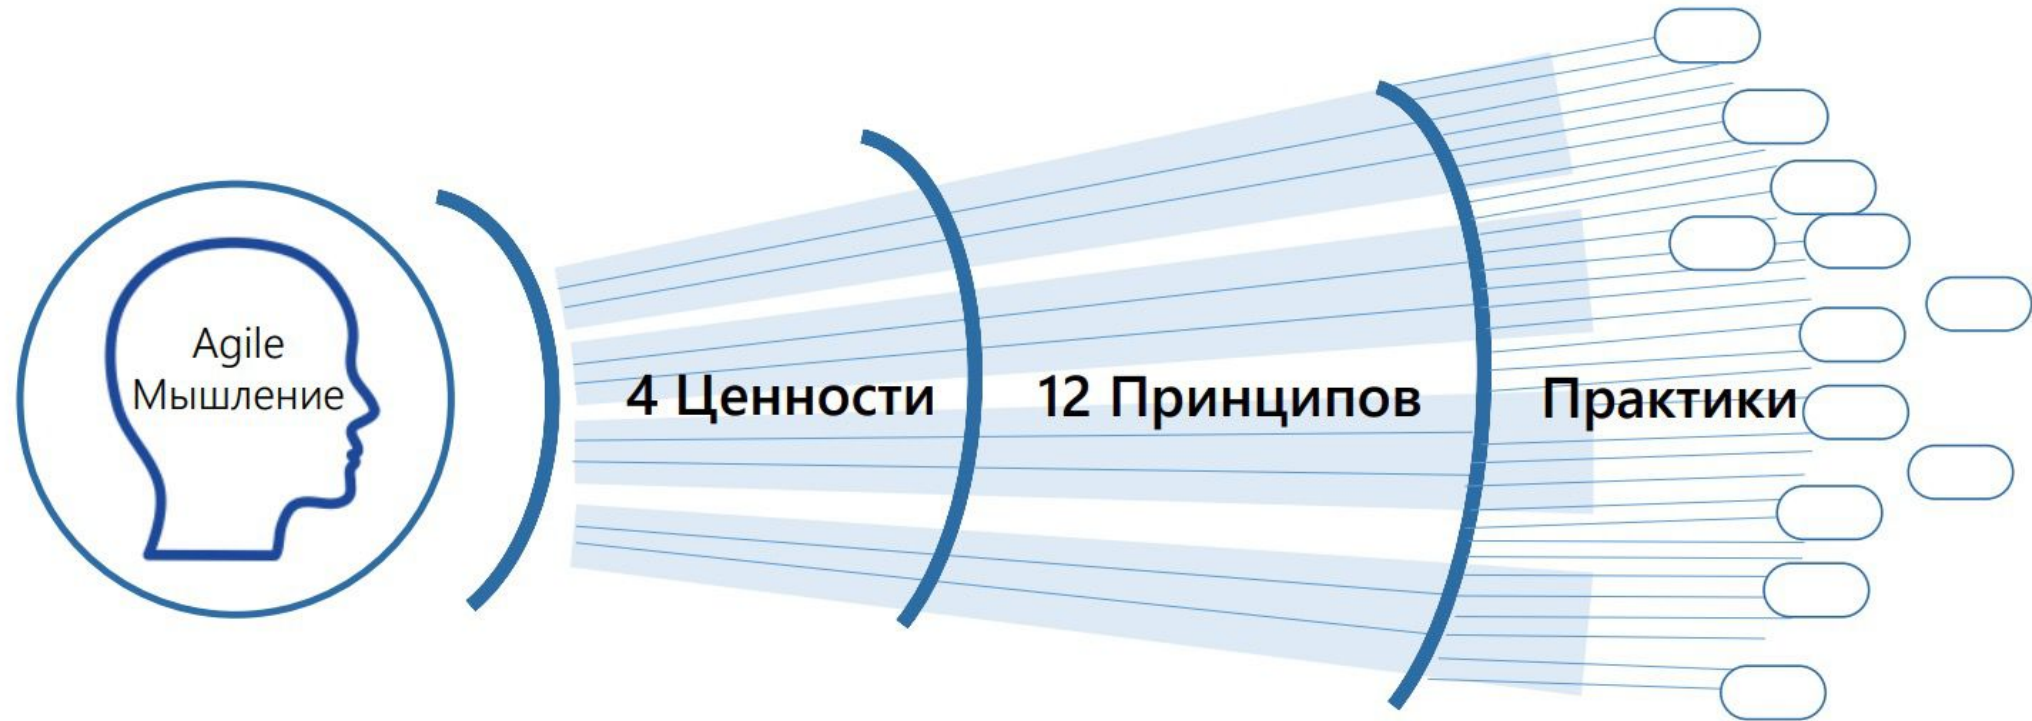 Agile
Мышление
4 Ценности
12 Принципов
Практики